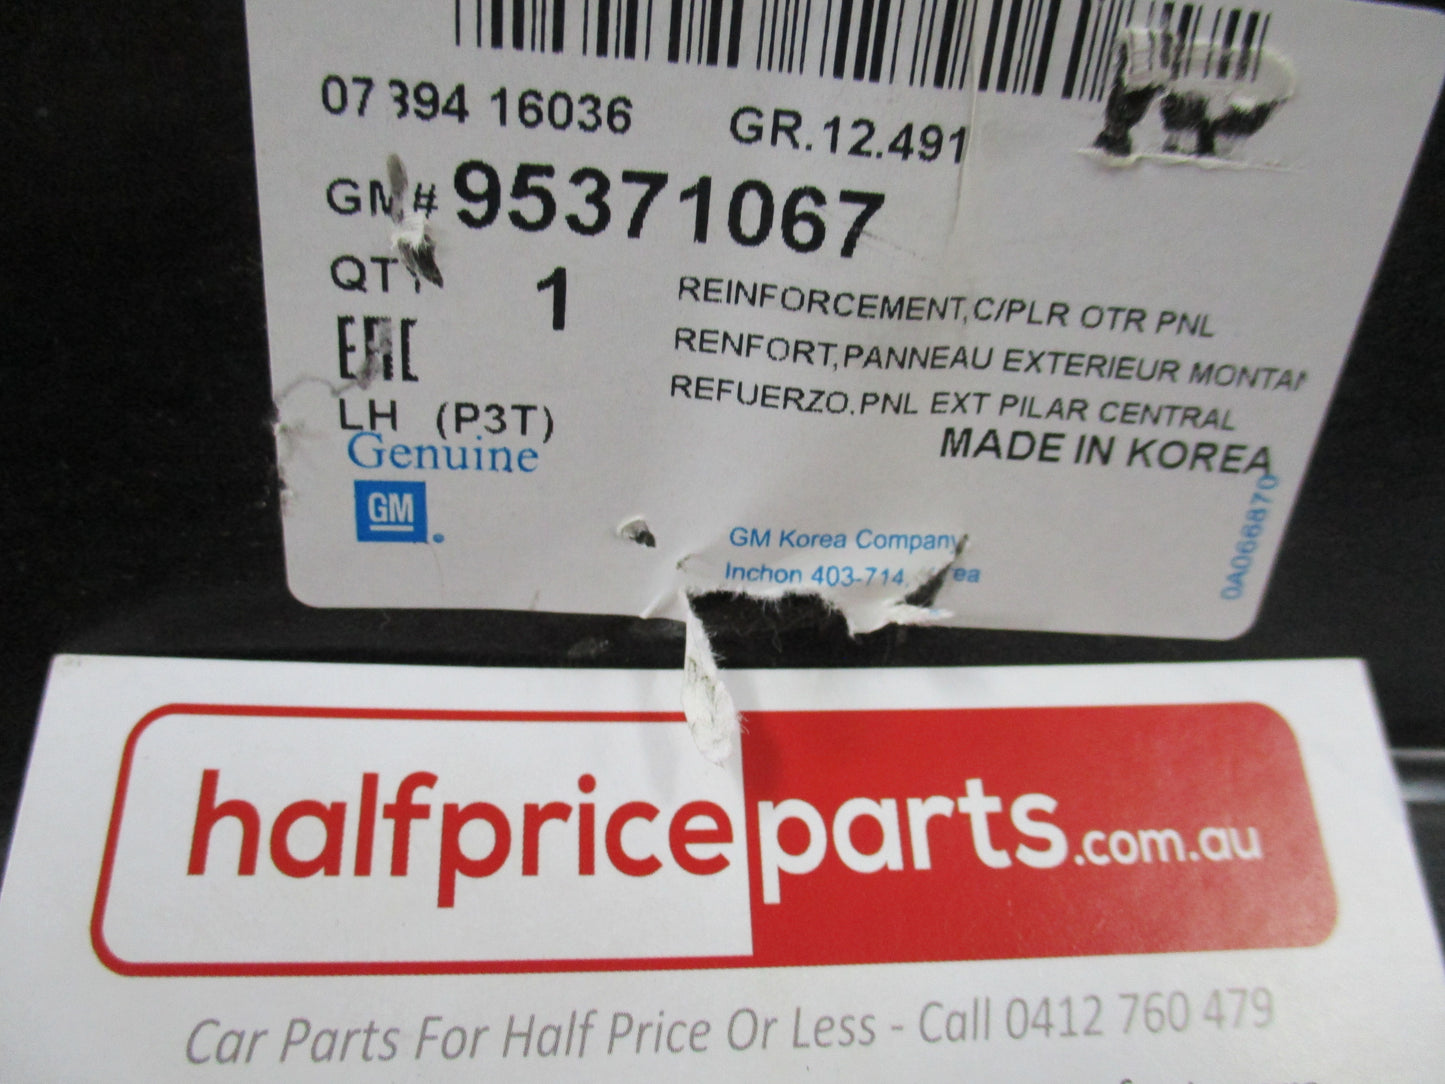 07394 16036 GR.12.491
GM# 95371067
QTY 1
REINFORCEMENT,C/PLR OTR PNL
RENFORT,PANNEAU EXTERIEUR MONTAN
REFUERZO.PNL EXT PILAR CENTRAL
EAC
LH (P3T)
MADE IN KOREA
Genuine
GM
GM Korea Company
Inchon 403-714,
0A066870
halfpriceparts.com.au
Car Parts For Half Price Or Less - Call 0412 760 479